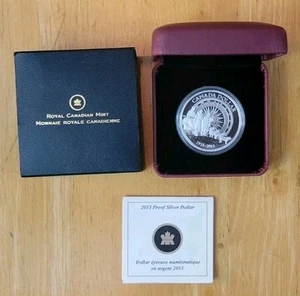 ROYAL CANADIAN MINT
MONNAIE ROYALE CANADIENNE
CANADA DOLLAR
1913-2013
2013 Proof Silver Dollar
Dollar épreuve numismatique
en argent 2013